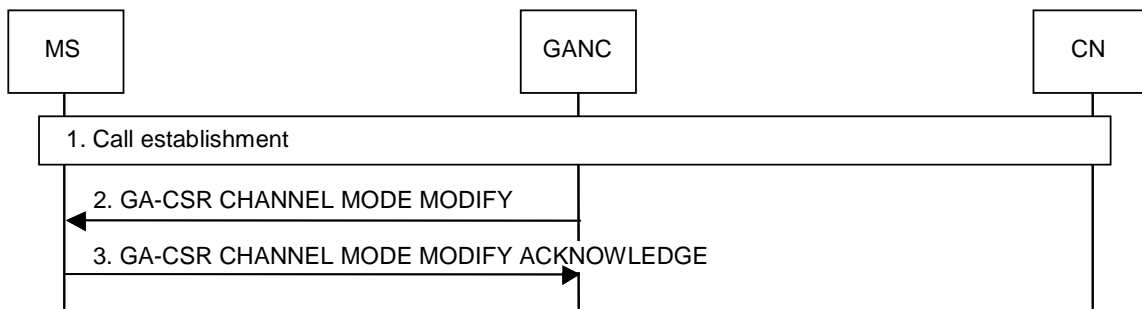 MS
GANC
CN
1. Call establishment
2. GA-CSR CHANNEL MODE MODIFY
3. GA-CSR CHANNEL MODE MODIFY ACKNOWLEDGE